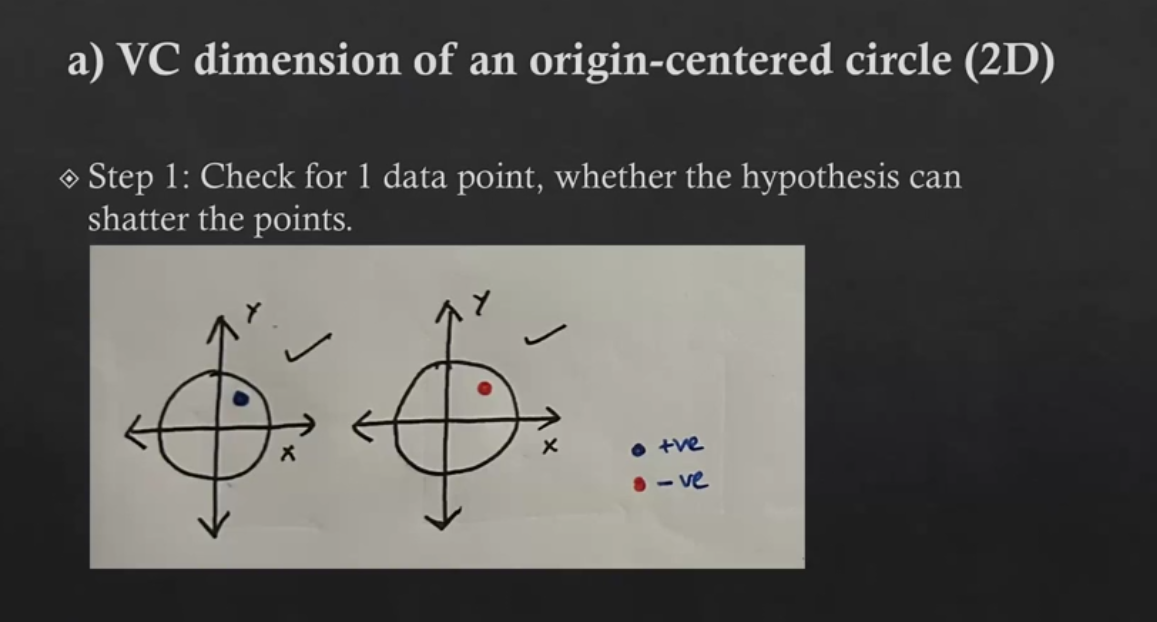 a) VC dimension of an origin-centered circle (2D)
Step 1: Check for 1 data point, whether the hypothesis can
shatter the points.
Y
Y
X
X
+ve
-ve